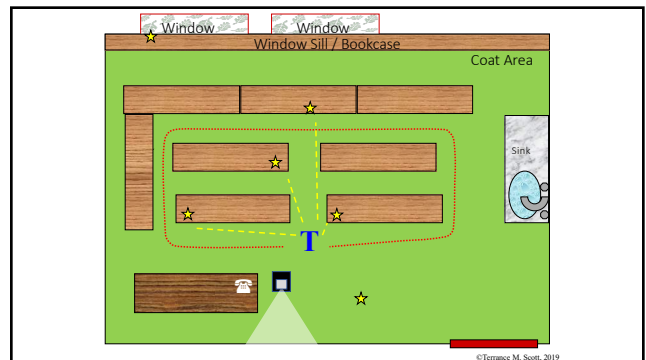 Window Window
Window Sill / Bookcase
Coat Area
Sink
T
©Terrance M. Scott, 2019